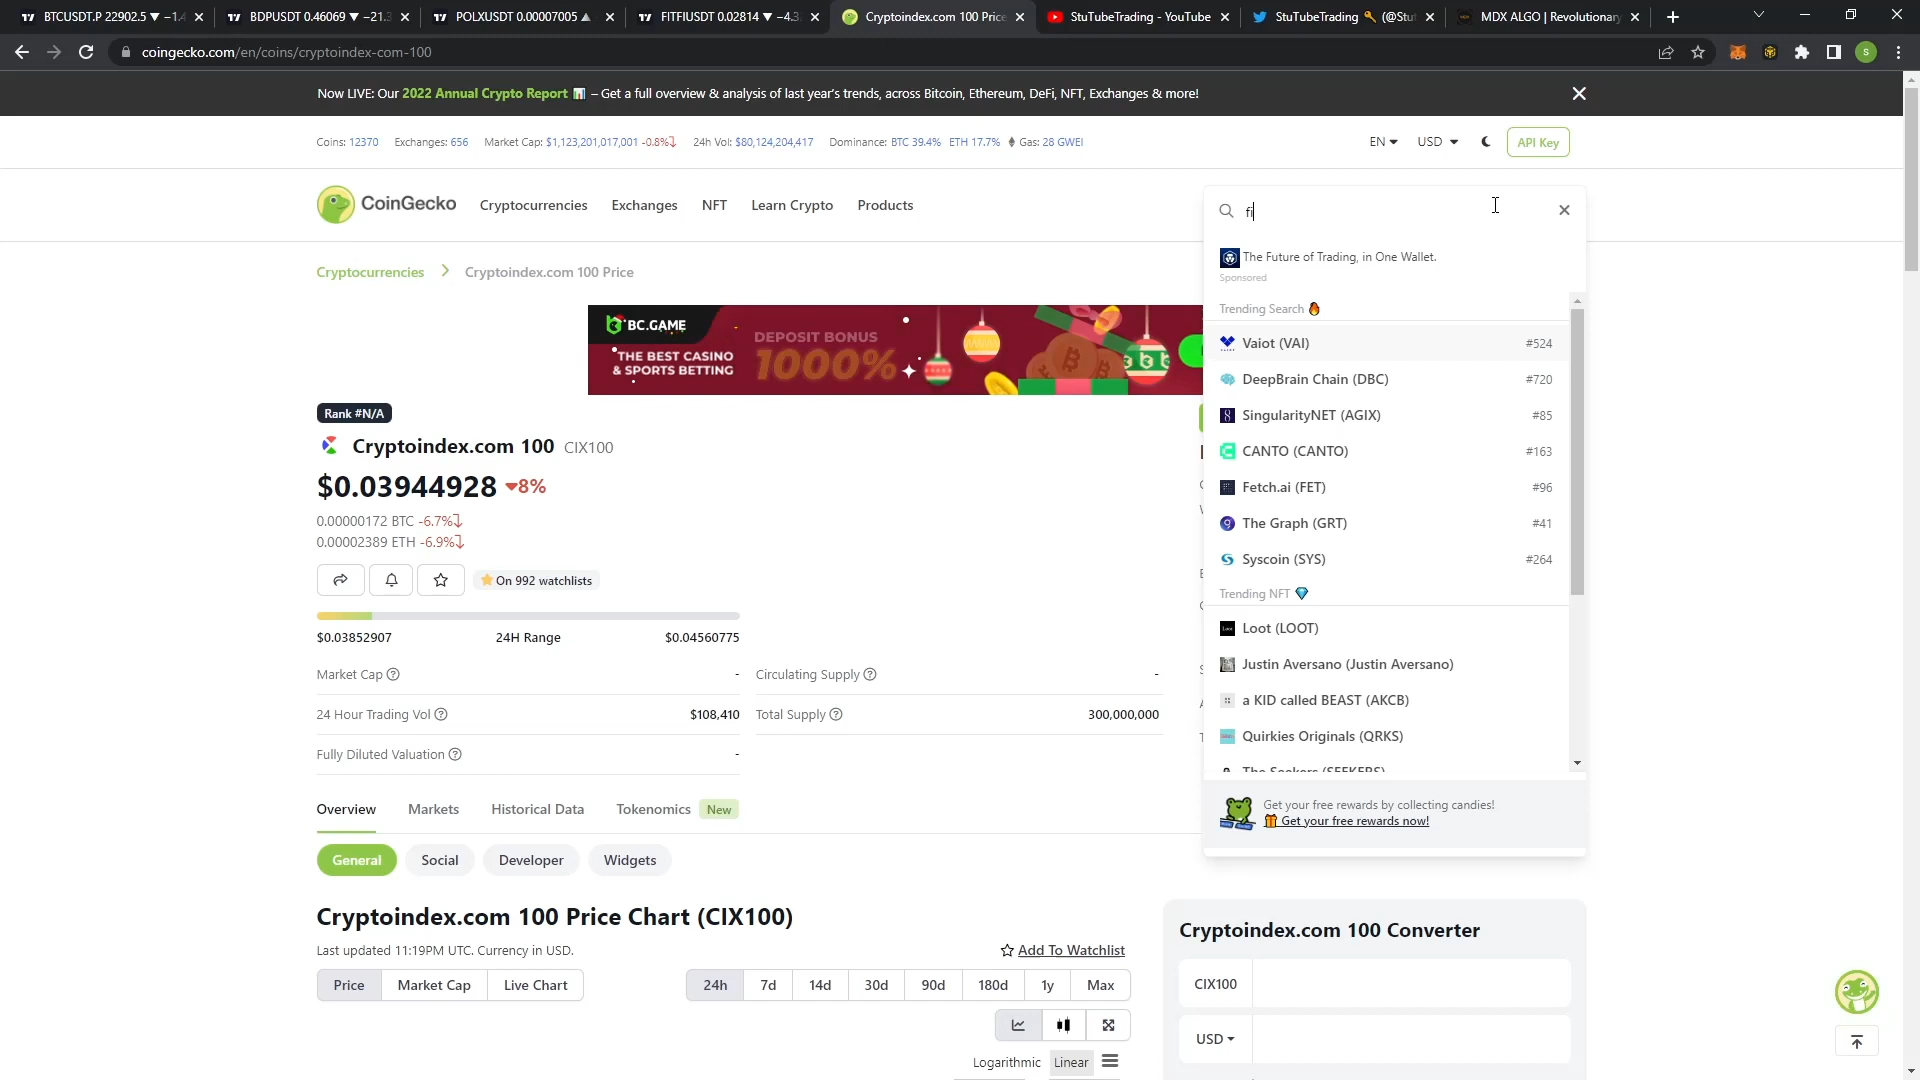 BTCUSDT.P 22902.5 ▼ −1.4
BDPUSDT 0.46069 ▼ −21.3
POLXUSDT 0.00007005 ▲
FITFIUSDT 0.02814 ▼ −4.3
Cryptoindex.com 100 Price
StuTubeTrading - YouTube
StuTubeTrading 🔑 (@Stu
MDX ALGO | Revolutionary
coingecko.com/en/coins/cryptoindex-com-100
S
Now LIVE: Our 2022 Annual Crypto Report 📊 – Get a full overview & analysis of last year's trends, across Bitcoin, Ethereum, DeFi, NFT, Exchanges & more!
Coins: 12370 Exchanges: 656 Market Cap: $1,123,201,017,001 -0.8% 24h Vol: $80,124,204,417 Dominance: BTC 39.4% ETH 17.7% Gas: 28 GWEI
EN USD API Key
CoinGecko Cryptocurrencies Exchanges NFT Learn Crypto Products
fi
Cryptocurrencies > Cryptoindex.com 100 Price
The Future of Trading, in One Wallet.
Sponsored
BC.GAME
THE BEST CASINO
& SPORTS BETTING
DEPOSIT BONUS
1000%
Trending Search 🔥
Vaiot (VAI) #524
DeepBrain Chain (DBC) #720
SingularityNET (AGIX) #85
CANTO (CANTO) #163
Fetch.ai (FET) #96
The Graph (GRT) #41
Syscoin (SYS) #264
Trending NFT 💎
Loot (LOOT)
Justin Aversano (Justin Aversano)
a KID called BEAST (AKCB)
Quirkies Originals (QRKS)
The Seekers (SEEKERS)
Get your free rewards by collecting candies!
🎁 Get your free rewards now!
Rank #N/A
Cryptoindex.com 100 CIX100
$0.03944928 8%
0.00000172 BTC -6.7%
0.00002389 ETH -6.9%
On 992 watchlists
$0.03852907 24H Range $0.04560775
Market Cap -
Circulating Supply -
24 Hour Trading Vol $108,410
Total Supply 300,000,000
Fully Diluted Valuation -
Overview Markets Historical Data Tokenomics New
General Social Developer Widgets
Cryptoindex.com 100 Price Chart (CIX100)
Last updated 11:19PM UTC. Currency in USD.
Add To Watchlist
Price Market Cap Live Chart
24h 7d 14d 30d 90d 180d 1y Max
Logarithmic Linear
Cryptoindex.com 100 Converter
CIX100
USD